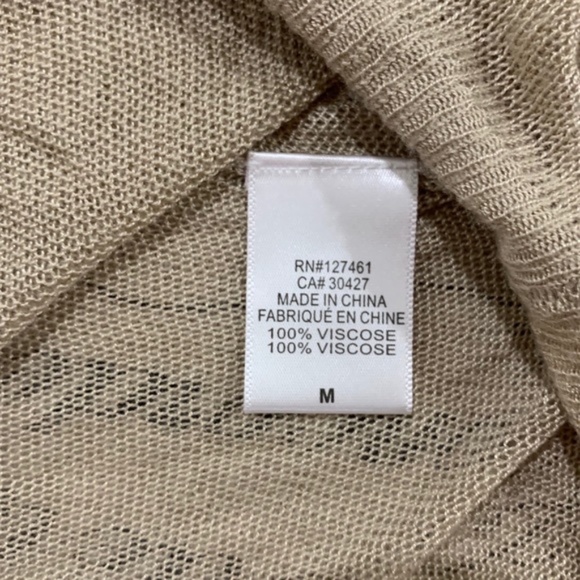 RN#127461
CA# 30427
MADE IN CHINA
FABRIQUÉ EN CHINE
100% VISCOSE
100% VISCOSE
M